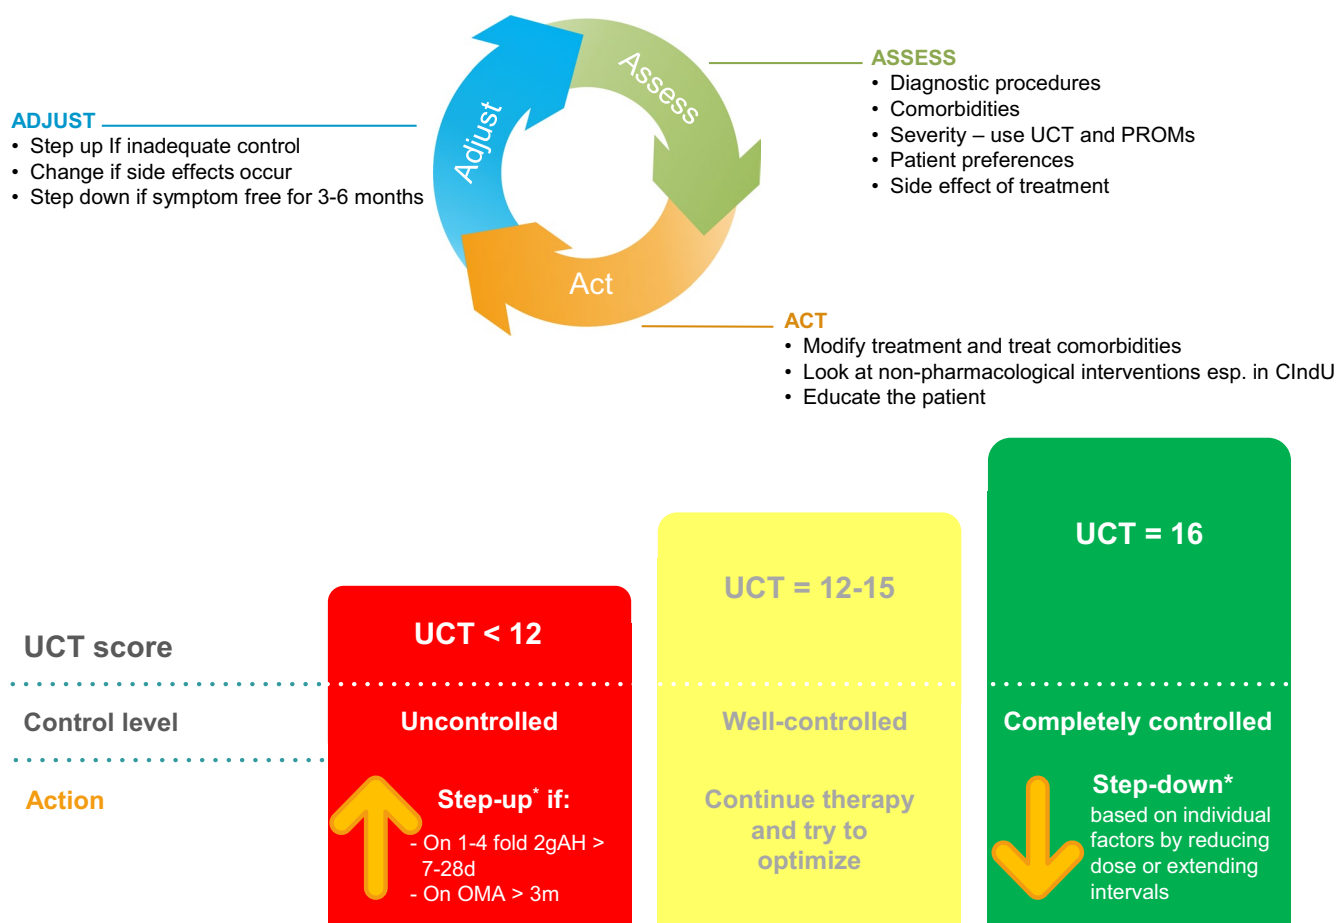 Assess
Act
Adjust
ASSESS
• Diagnostic procedures
• Comorbidities
• Severity – use UCT and PROMs
• Patient preferences
• Side effect of treatment
ADJUST
• Step up If inadequate control
• Change if side effects occur
• Step down if symptom free for 3-6 months
ACT
• Modify treatment and treat comorbidities
• Look at non-pharmacological interventions esp. in CIndU
• Educate the patient
UCT score
UCT < 12
UCT = 12-15
UCT = 16
Control level
Uncontrolled
Well-controlled
Completely controlled
Action
Step-up* if:
- On 1-4 fold 2gAH >
7-28d
- On OMA > 3m
Continue therapy
and try to
optimize
Step-down*
based on individual
factors by reducing
dose or extending
intervals